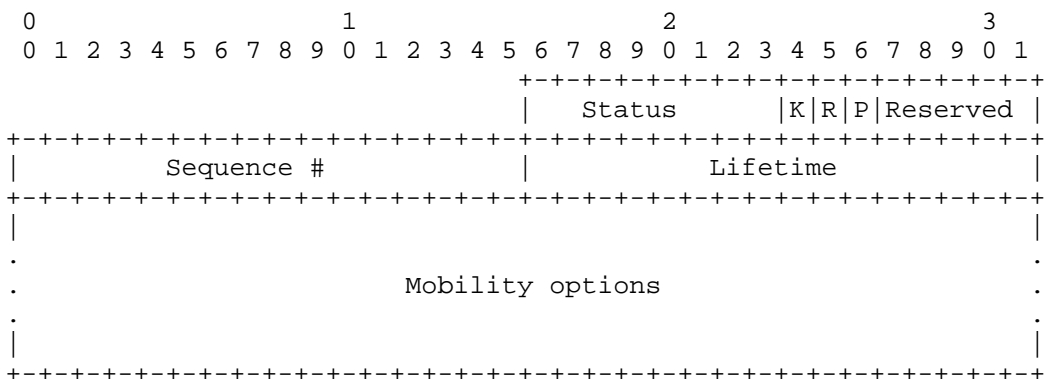 0                   1                   2                   3
 0 1 2 3 4 5 6 7 8 9 0 1 2 3 4 5 6 7 8 9 0 1 2 3 4 5 6 7 8 9 0 1
                                +-+-+-+-+-+-+-+-+-+-+-+-+-+-+-+-+
                                |   Status      |K|R|P|Reserved |
+-+-+-+-+-+-+-+-+-+-+-+-+-+-+-+-+-+-+-+-+-+-+-+-+-+-+-+-+-+-+-+-+
|         Sequence #            |           Lifetime            |
+-+-+-+-+-+-+-+-+-+-+-+-+-+-+-+-+-+-+-+-+-+-+-+-+-+-+-+-+-+-+-+-+
|                                                               |
.                                                               .
.                        Mobility options                       .
.                                                               .
|                                                               |
+-+-+-+-+-+-+-+-+-+-+-+-+-+-+-+-+-+-+-+-+-+-+-+-+-+-+-+-+-+-+-+-+